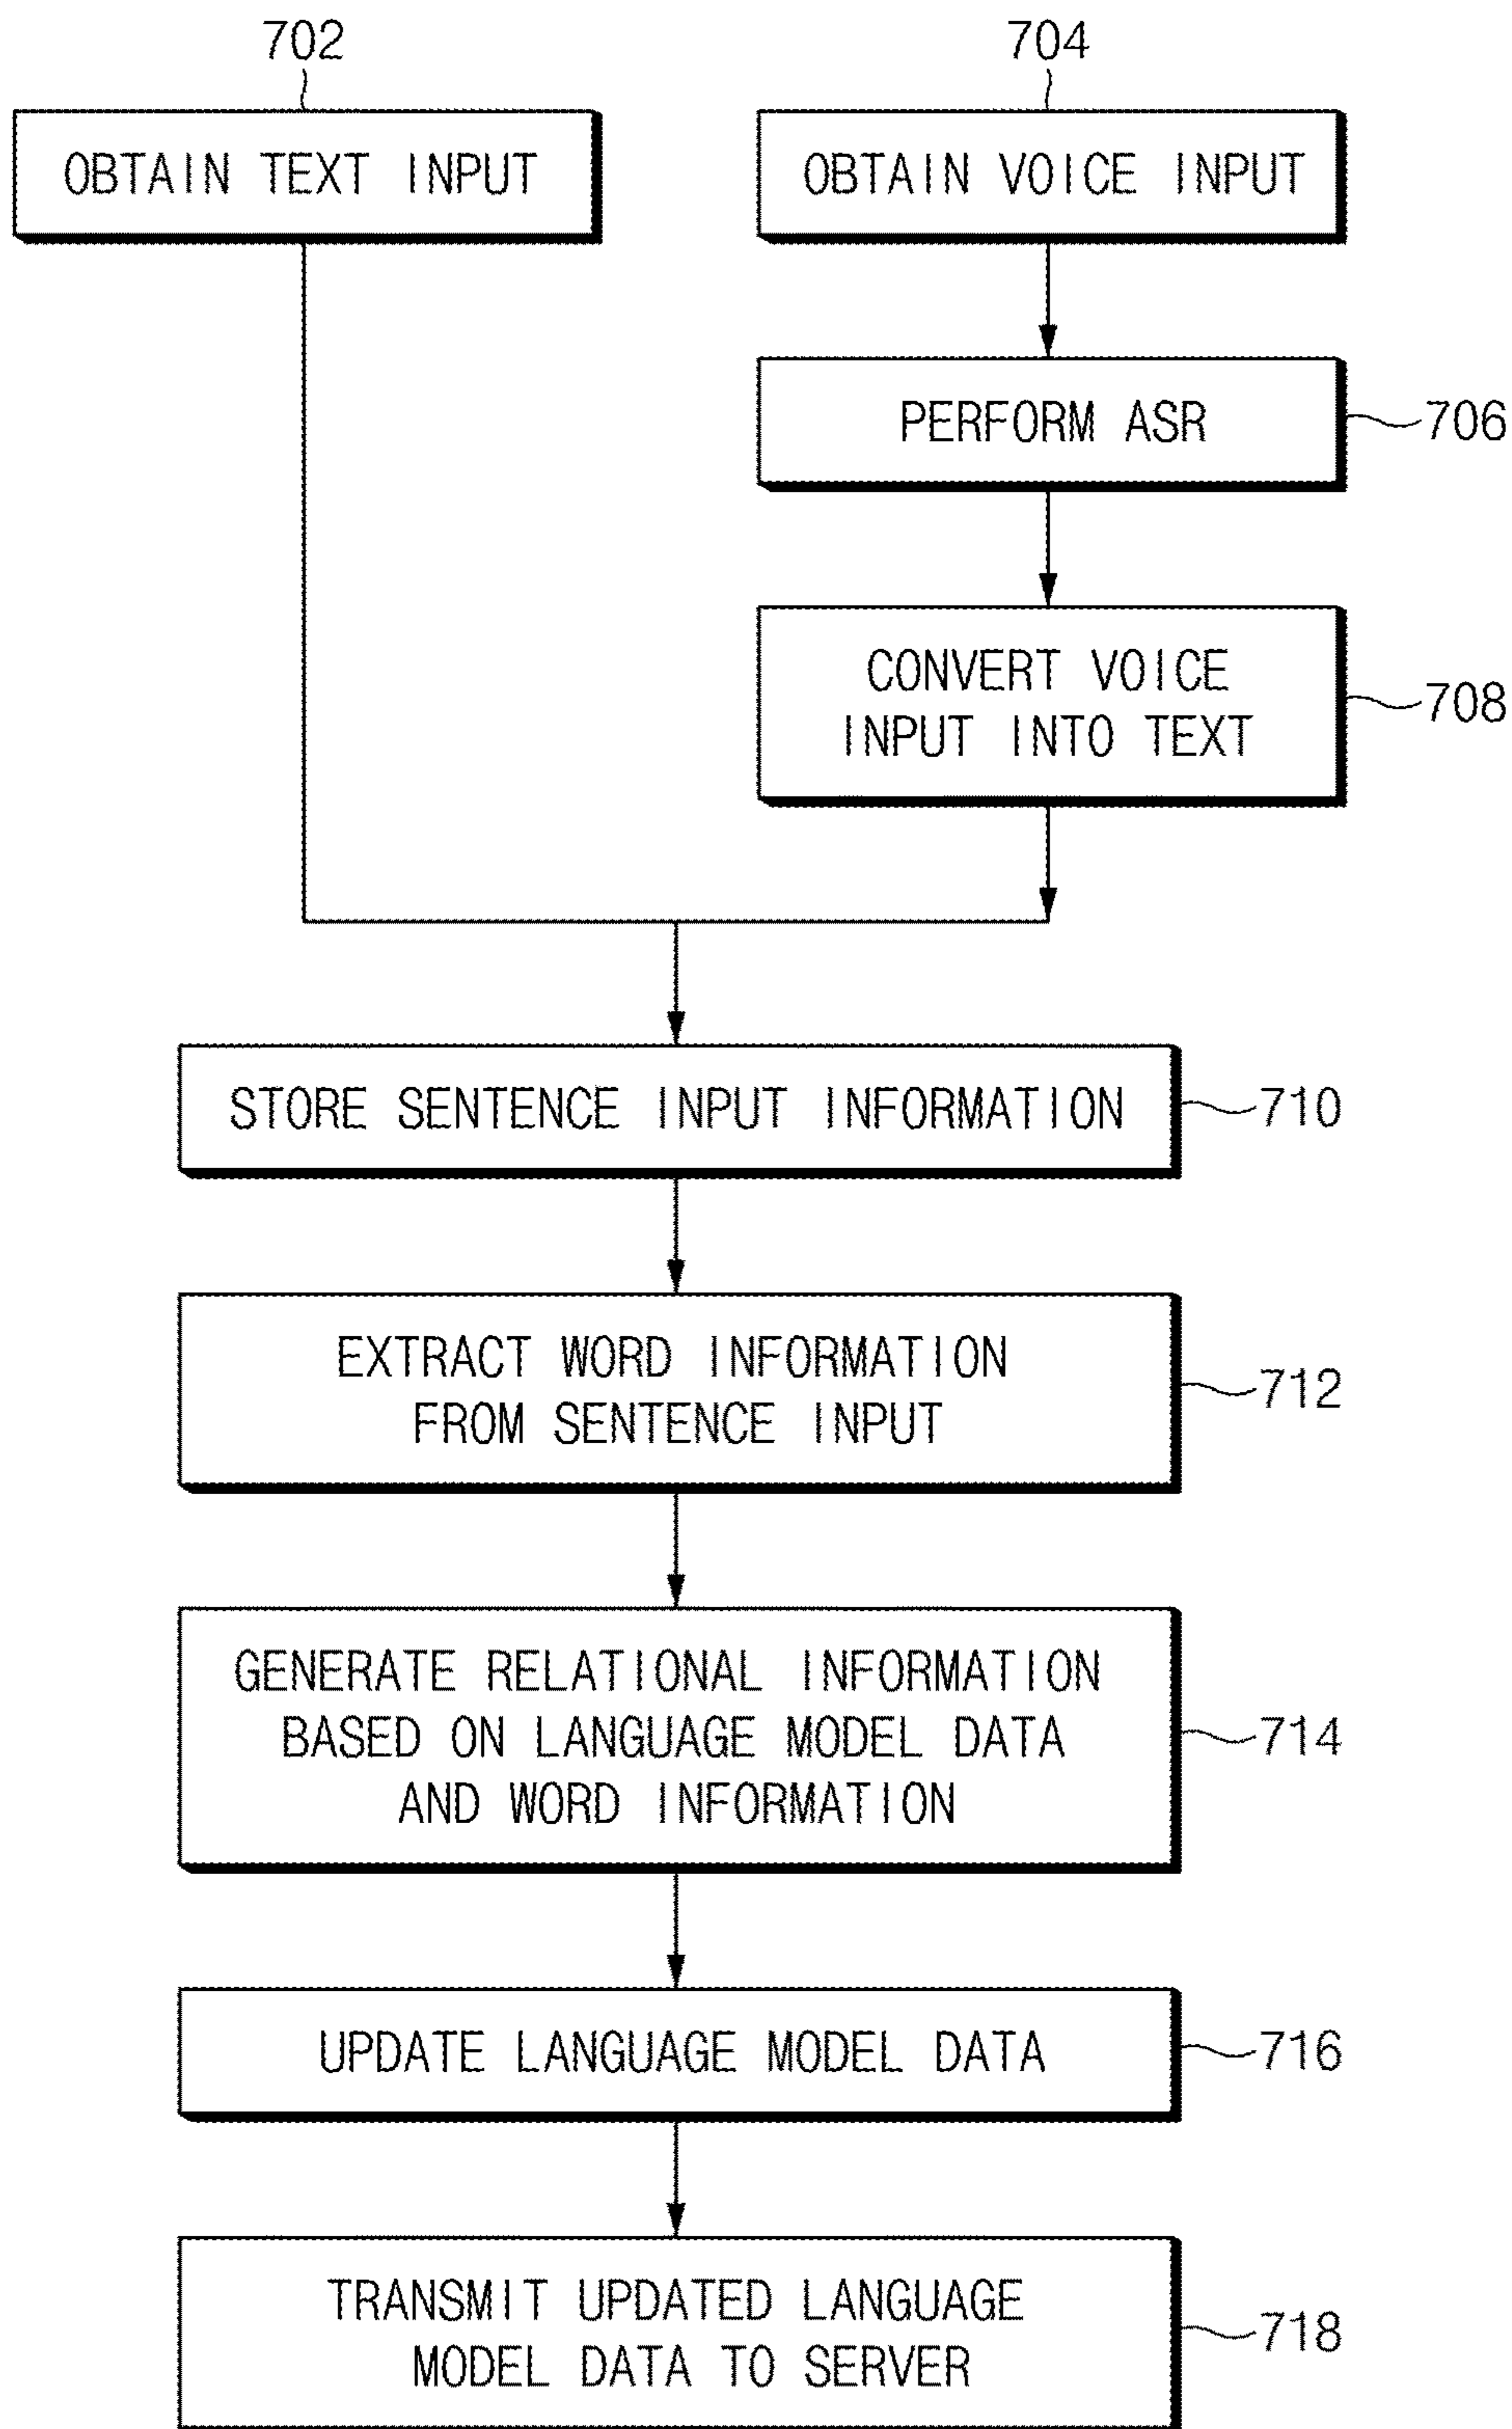 702
704
OBTAIN TEXT INPUT
OBTAIN VOICE INPUT
PERFORM ASR
706
CONVERT VOICE
INPUT INTO TEXT
708
STORE SENTENCE INPUT INFORMATION
710
EXTRACT WORD INFORMATION
FROM SENTENCE INPUT
712
GENERATE RELATIONAL INFORMATION
BASED ON LANGUAGE MODEL DATA
AND WORD INFORMATION
714
UPDATE LANGUAGE MODEL DATA
716
TRANSMIT UPDATED LANGUAGE
MODEL DATA TO SERVER
718